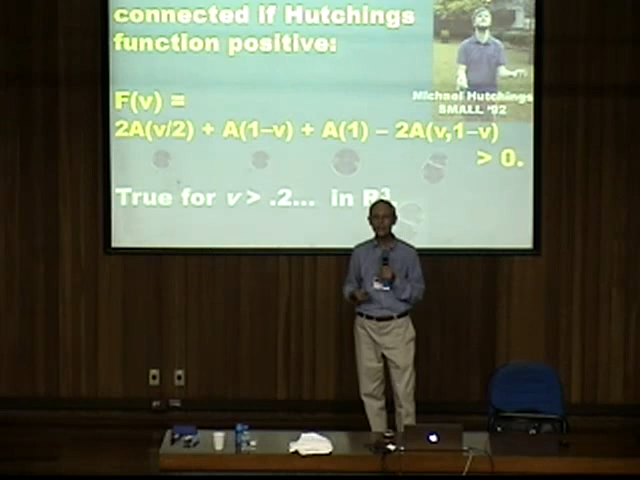 connected if Hutchings
function positive:
Michael Hutchings
SMALL '92
F(v) =
2A(v/2) + A(1–v) + A(1) – 2A(v,1–v)
> 0.
True for v > .2... in R³.